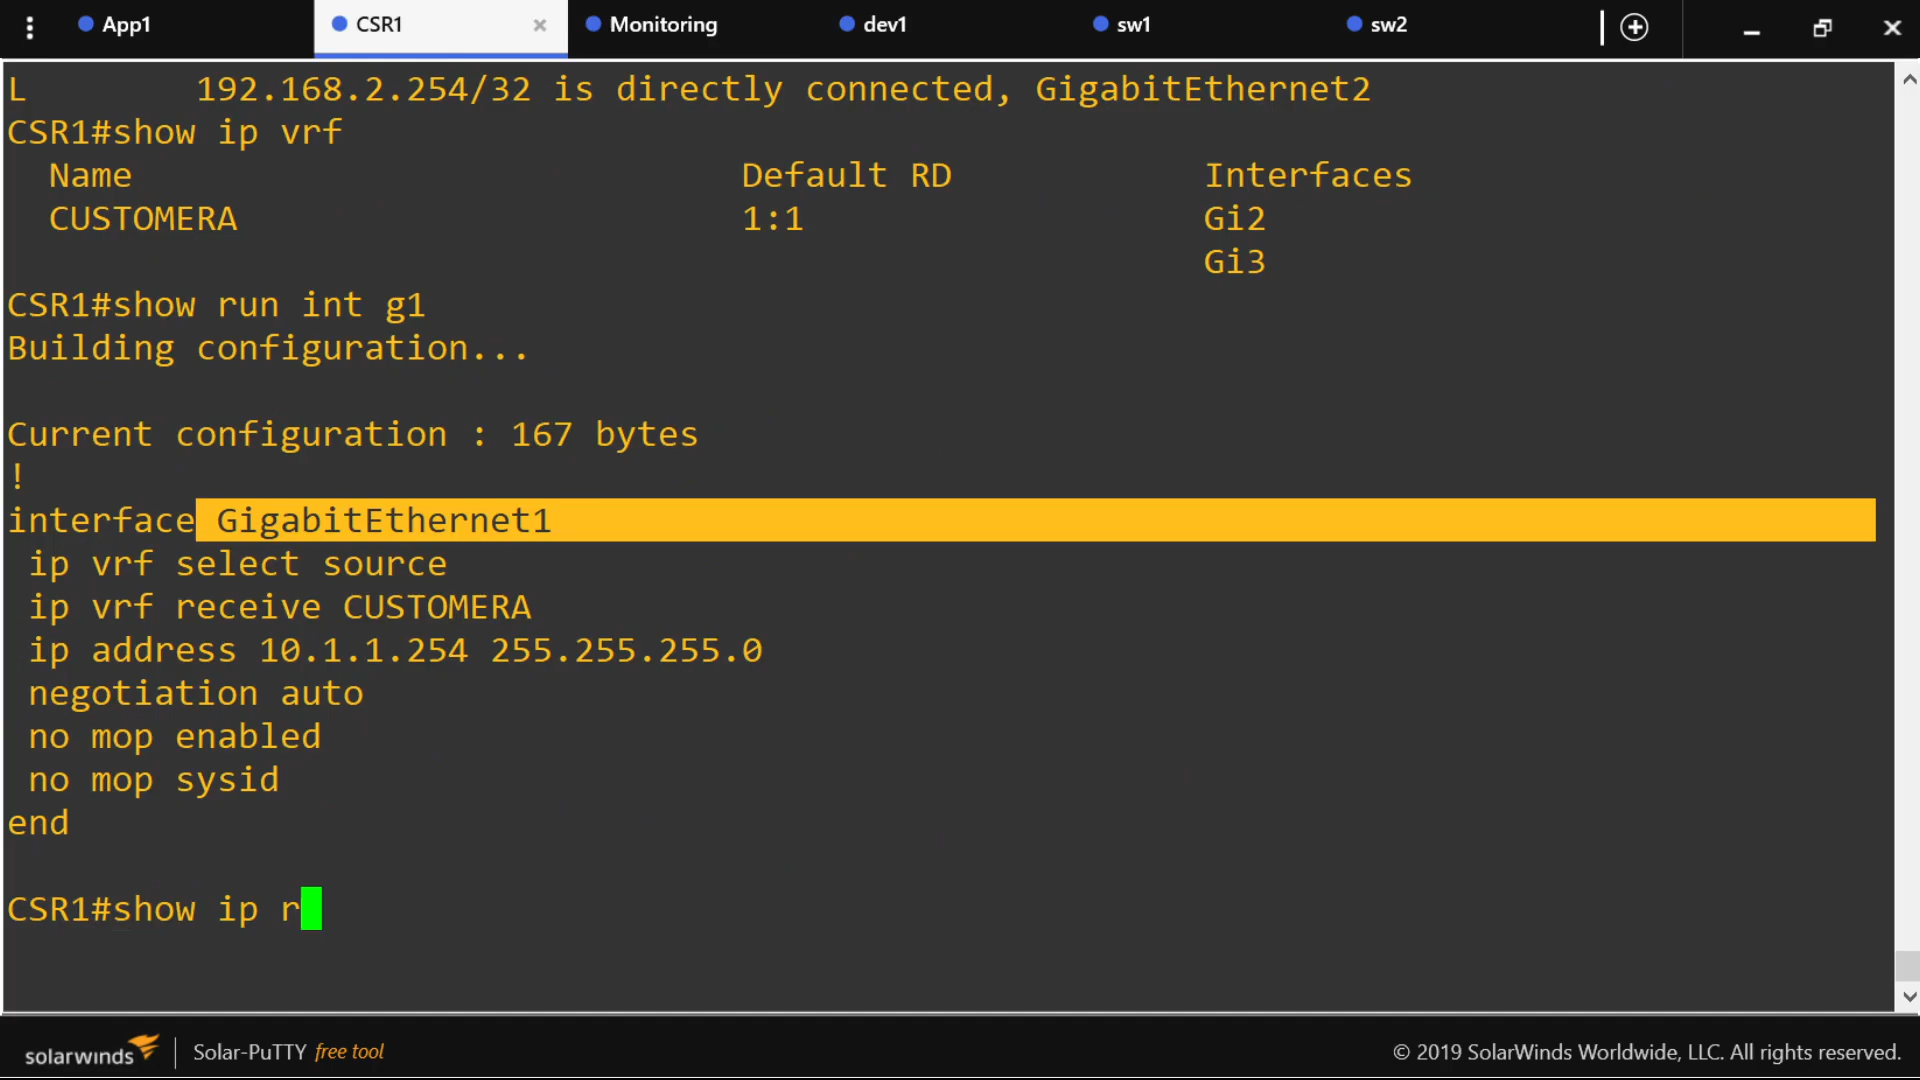 App1 CSR1 Monitoring dev1 sw1 sw2
L 192.168.2.254/32 is directly connected, GigabitEthernet2
CSR1#show ip vrf
Name Default RD Interfaces
CUSTOMERA 1:1 Gi2
Gi3
CSR1#show run int g1
Building configuration...
Current configuration : 167 bytes
!
interface GigabitEthernet1
ip vrf select source
ip vrf receive CUSTOMERA
ip address 10.1.1.254 255.255.255.0
negotiation auto
no mop enabled
no mop sysid
end
CSR1#show ip r
solarwinds Solar-PuTTY free tool © 2019 SolarWinds Worldwide, LLC. All rights reserved.